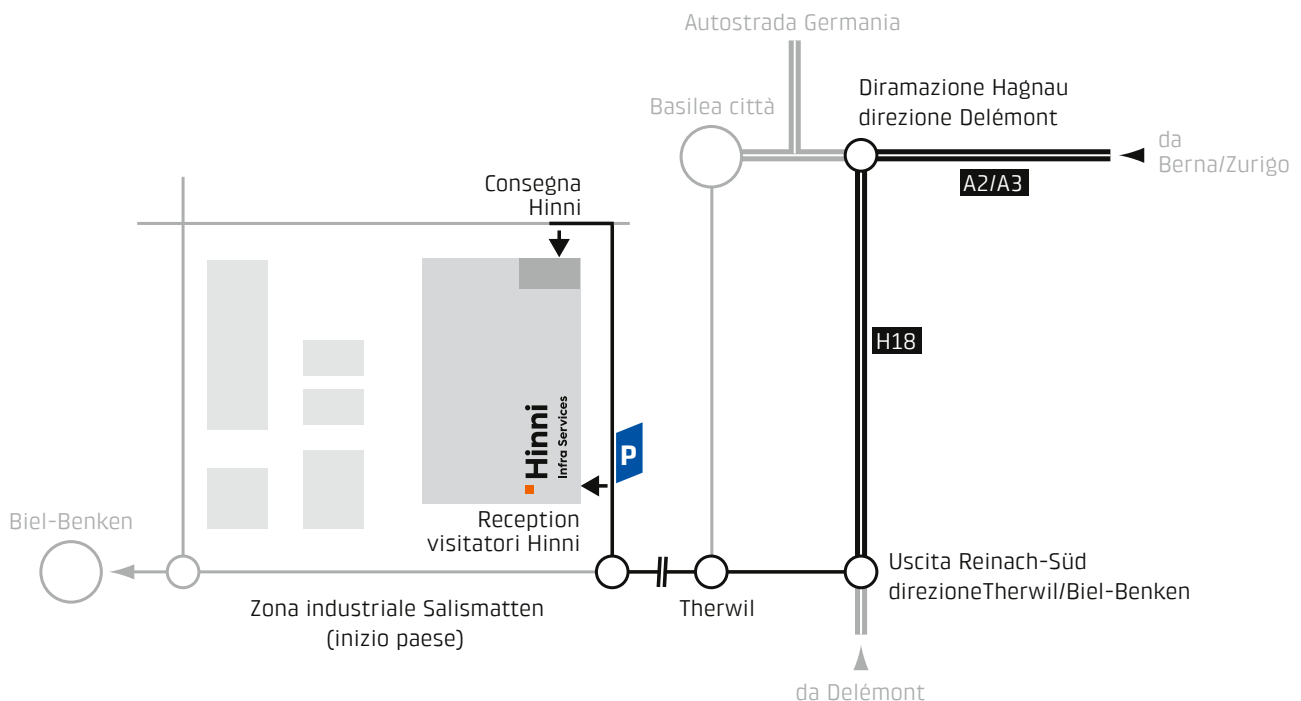 Autostrada Germania
Diramazione Hagnau
direzione Delémont
Basilea città
da
Berna/Zurigo
A2/A3
Consegna
Hinni
H18
Hinni
Infra Services
P
Reception
visitatori Hinni
Biel-Benken
Uscita Reinach-Süd
direzioneTherwil/Biel-Benken
Zona industriale Salismatten
(inizio paese)
Therwil
da Delémont